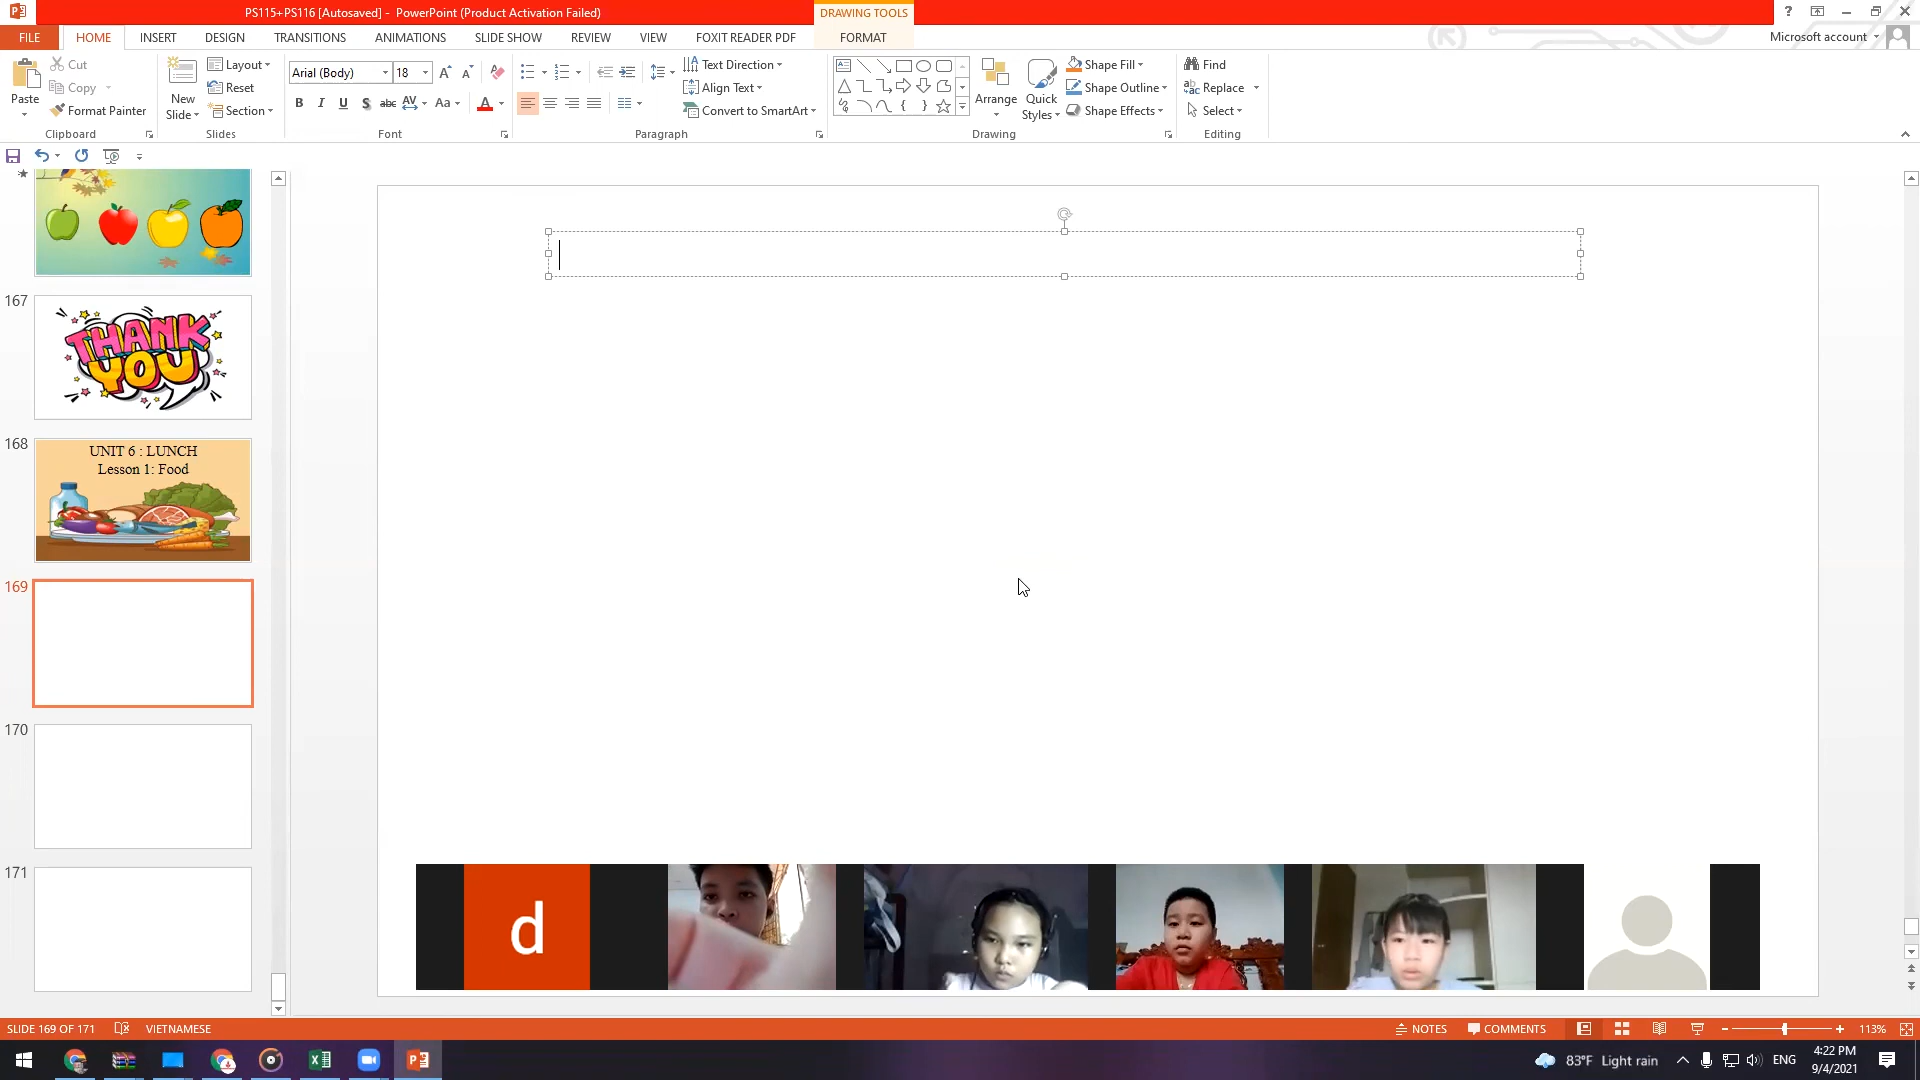 PS115+PS116 [Autosaved] - PowerPoint (Product Activation Failed)
DRAWING TOOLS
?
FILE
HOME
INSERT
DESIGN
TRANSITIONS
ANIMATIONS
SLIDE SHOW
REVIEW
VIEW
FOXIT READER PDF
FORMAT
Microsoft account
Paste
Cut
Copy
Format Painter
Clipboard
New
Slide
Layout
Reset
Section
Slides
Arial (Body)
18
B I U S abc AV Aa A
Font
Text Direction
Align Text
Convert to SmartArt
Paragraph
Arrange
Quick
Styles
Shape Fill
Shape Outline
Shape Effects
Drawing
Find
Replace
Select
Editing
167
THANK
YOU
168
UNIT 6 : LUNCH
Lesson 1: Food
169
170
171
d
SLIDE 169 OF 171
VIETNAMESE
NOTES
COMMENTS
113%
83°F Light rain
ENG
4:22 PM
9/4/2021